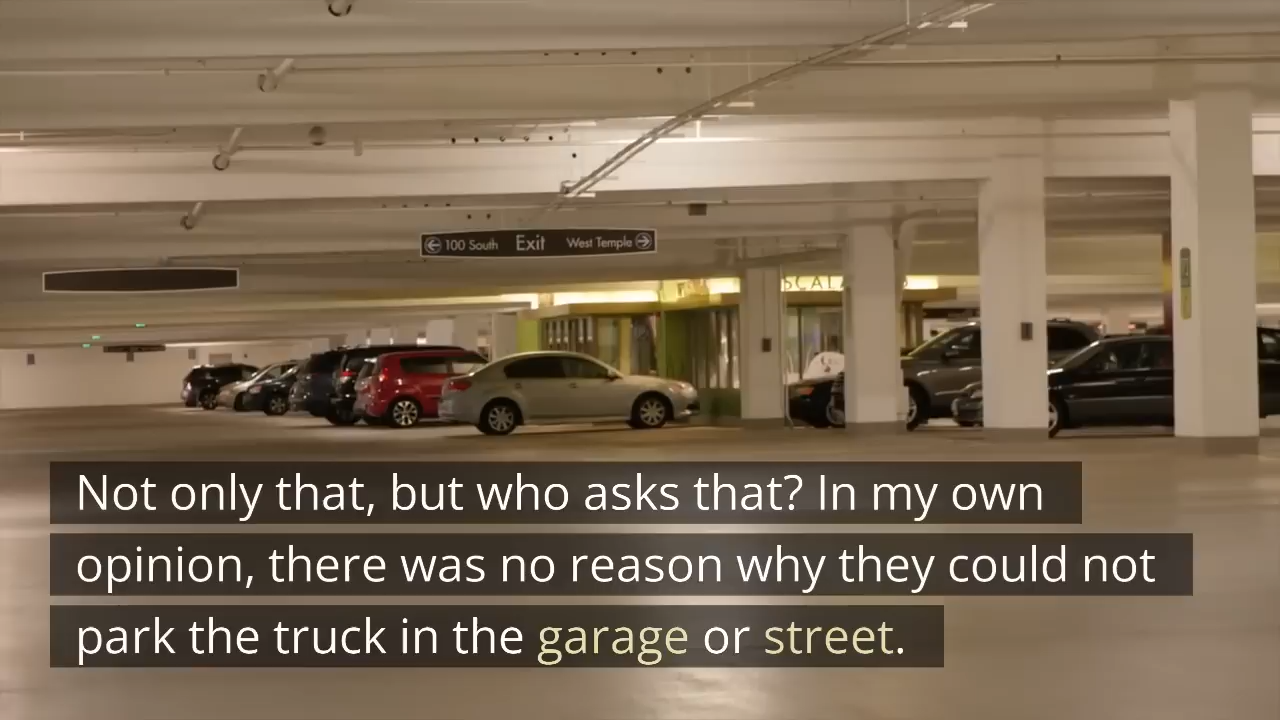 100 South Exit West Temple
Not only that, but who asks that? In my own
opinion, there was no reason why they could not
park the truck in the garage or street.